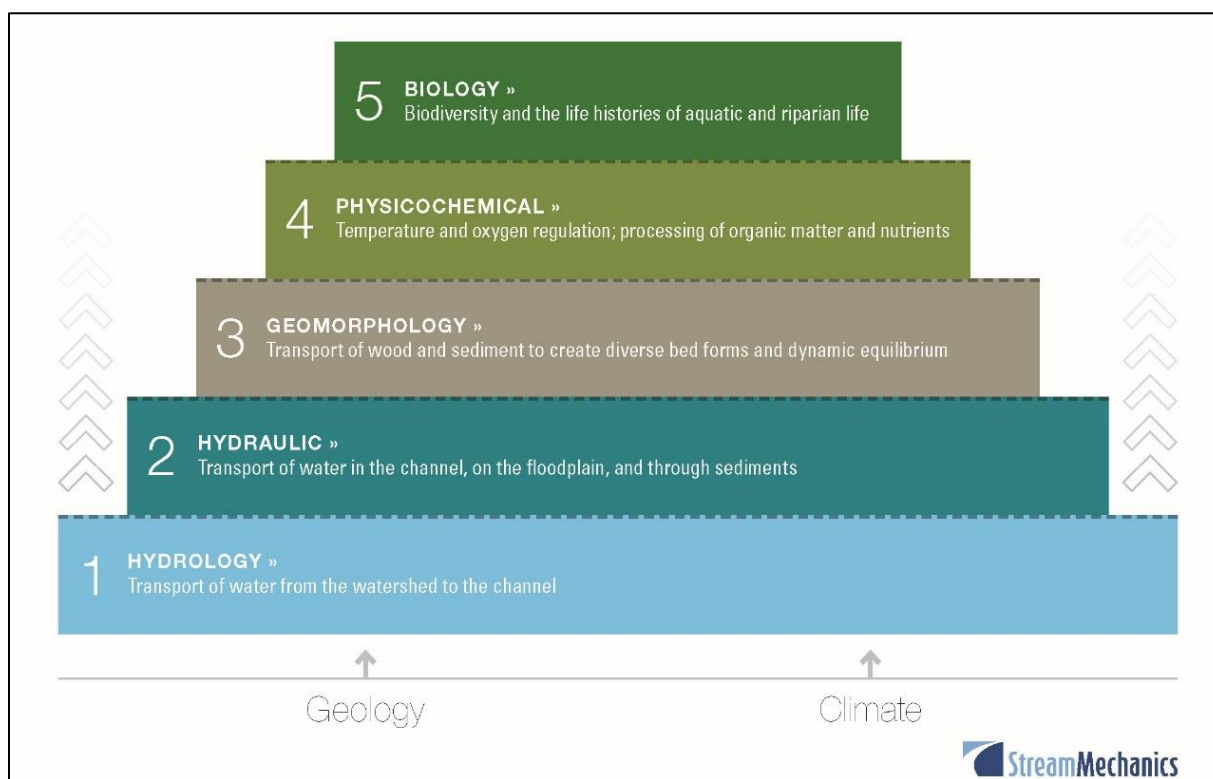 5
BIOLOGY »
Biodiversity and the life histories of aquatic and riparian life
4
PHYSICOCHEMICAL »
Temperature and oxygen regulation; processing of organic matter and nutrients
3
GEOMORPHOLOGY »
Transport of wood and sediment to create diverse bed forms and dynamic equilibrium
2
HYDRAULIC »
Transport of water in the channel, on the floodplain, and through sediments
1
HYDROLOGY »
Transport of water from the watershed to the channel
Geology
Climate
StreamMechanics